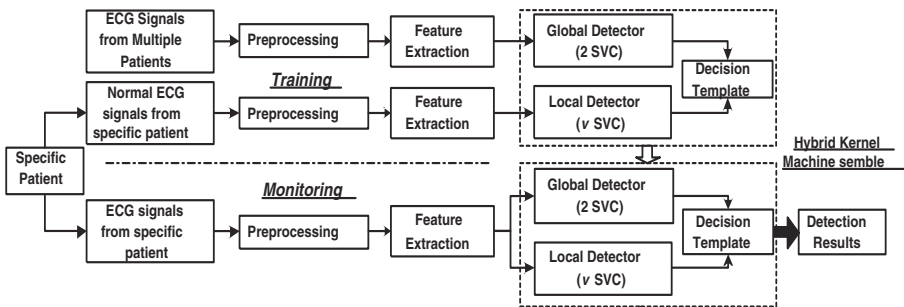 ECG Signals
from Multiple
Patients
Preprocessing
Feature
Extraction
Global Detector
(2 SVC)
Decision
Template
Training
Normal ECG
signals from
specific patient
Preprocessing
Feature
Extraction
Local Detector
(v SVC)
Specific
Patient
Hybrid Kernel
Machine semble
Monitoring
ECG signals
from specific
patient
Preprocessing
Feature
Extraction
Global Detector
(2 SVC)
Local Detector
(v SVC)
Decision
Template
Detection
Results